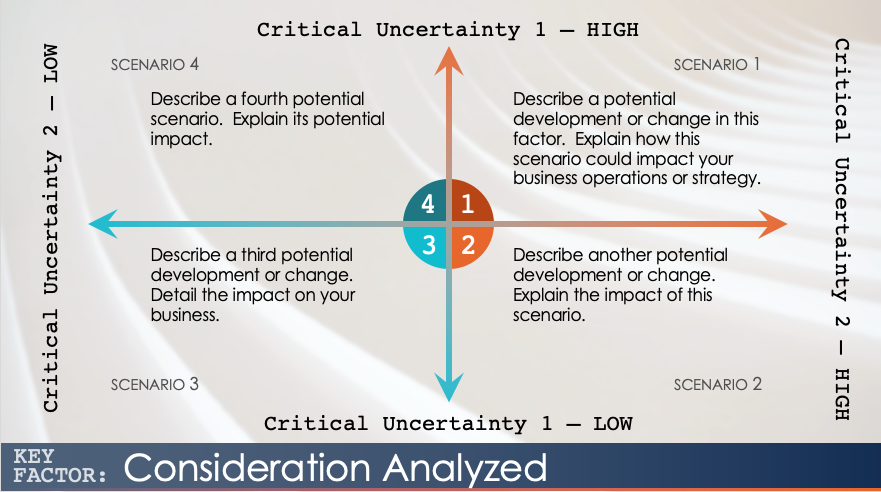 Critical Uncertainty 1 — HIGH
SCENARIO 4
Describe a fourth potential
scenario.  Explain its potential
impact.
SCENARIO 1
Describe a potential
development or change in this
factor.  Explain how this
scenario could impact your
business operations or strategy.
Critical Uncertainty 2 — LOW
Critical Uncertainty 2 — HIGH
4 1
3 2
Describe a third potential
development or change.
Detail the impact on your
business.
SCENARIO 3
Describe another potential
development or change.
Explain the impact of this
scenario.
SCENARIO 2
Critical Uncertainty 1 — LOW
KEY
FACTOR:
Consideration Analyzed